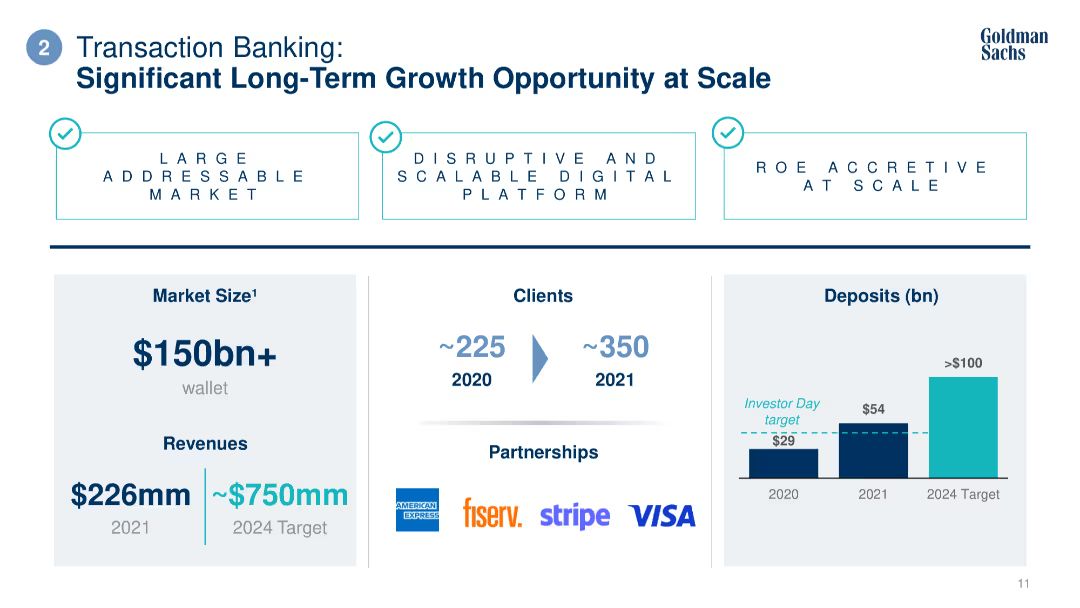 2
Transaction Banking:
Significant Long-Term Growth Opportunity at Scale
Goldman
Sachs
LARGE
ADDRESSABLE
MARKET
DISRUPTIVE AND
SCALABLE DIGITAL
PLATFORM
ROE ACCRETIVE
AT SCALE
Market Size¹
$150bn+
wallet
Revenues
$226mm
2021
~$750mm
2024 Target
Clients
~225
2020
~350
2021
Partnerships
AMERICAN
EXPRESS
fiserv.
stripe
VISA
Deposits (bn)
Investor Day
target
$29
$54
>$100
2020
2021
2024 Target
11